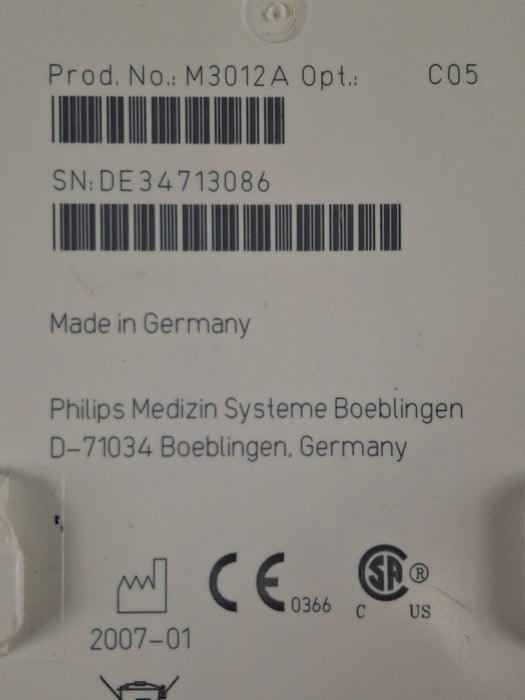 Prod. No.: M3012A Opt.: C05
SN:DE34713086
Made in Germany
Philips Medizin Systeme Boeblingen
D-71034 Boeblingen, Germany
CE 0366
SA ®
C US
2007-01